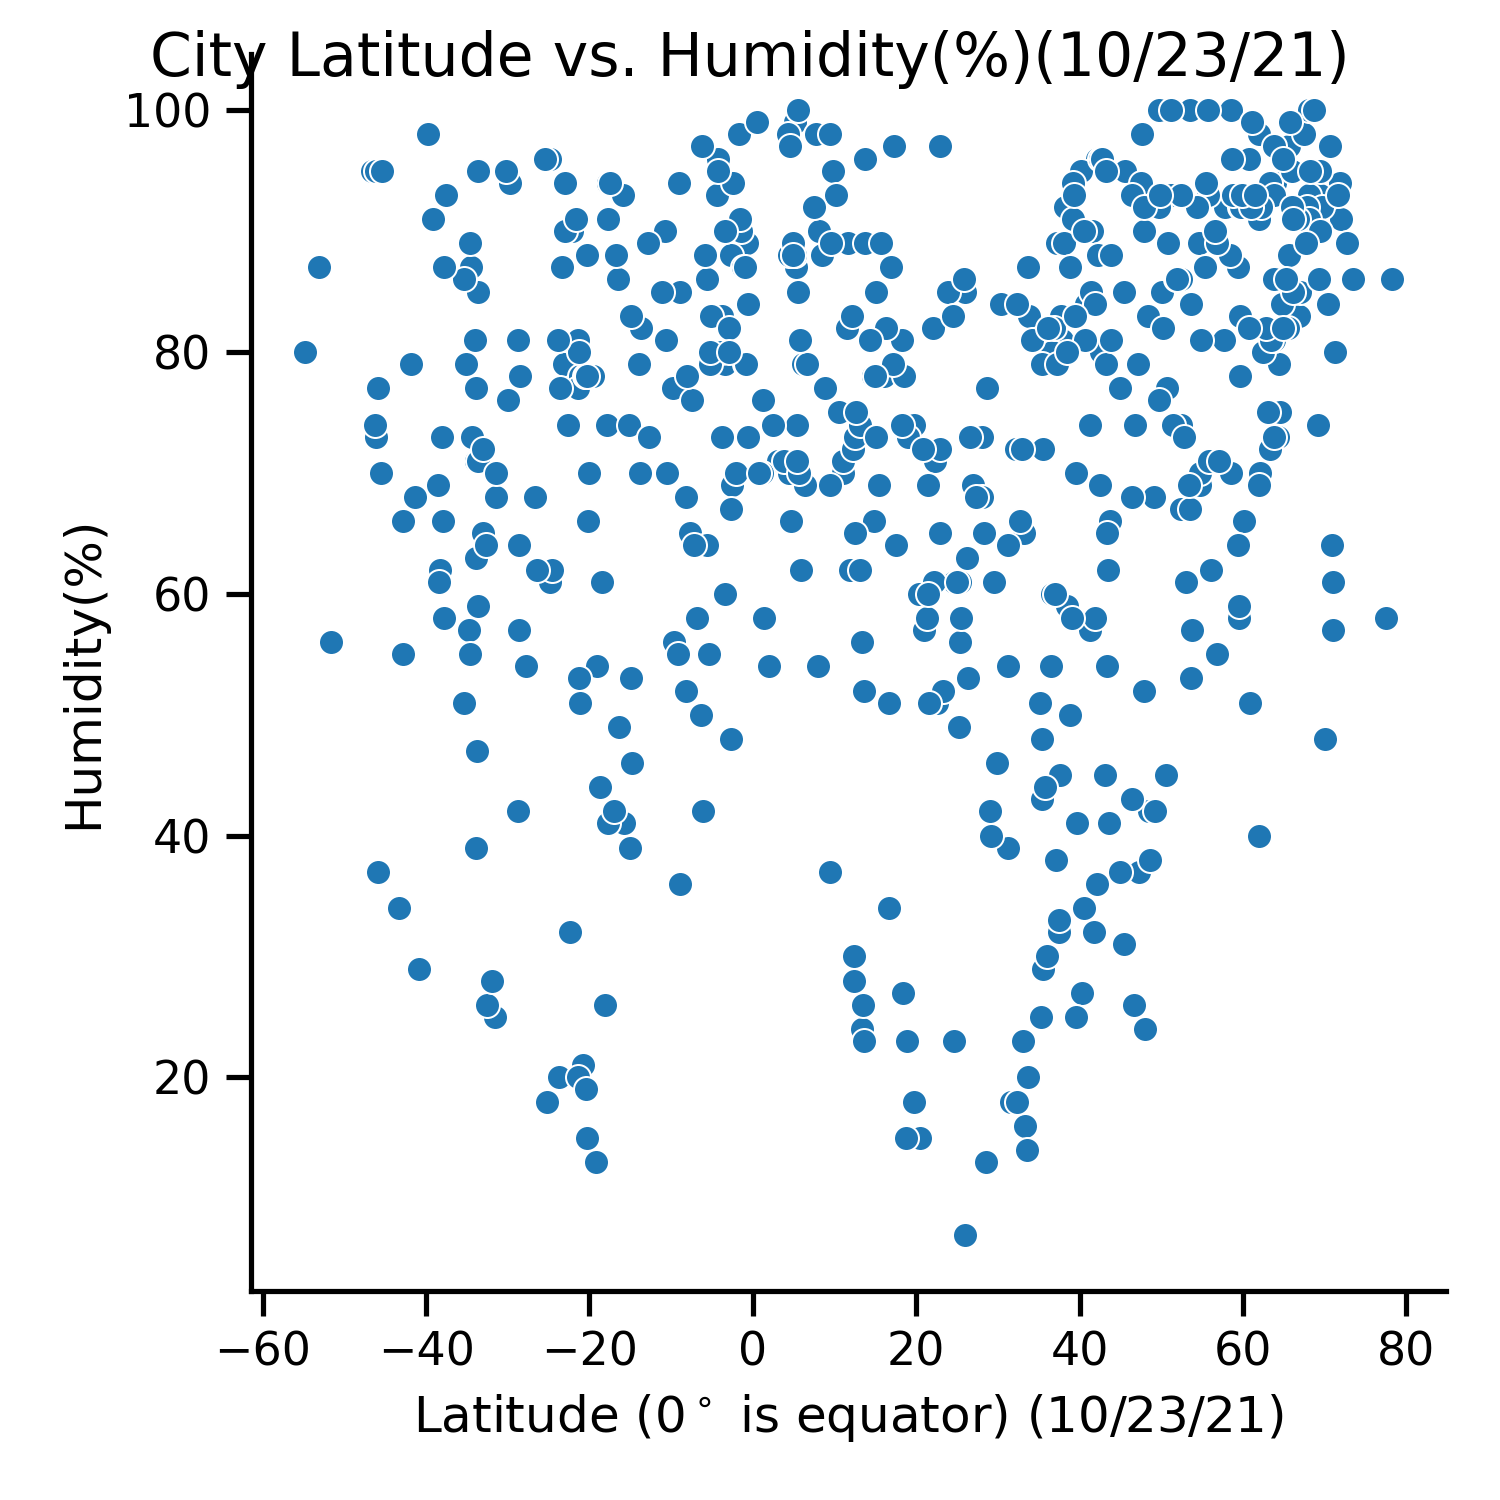 City Latitude vs. Humidity(%)(10/23/21)
100
80
60
40
20
Humidity(%)
−60 −40 −20 0 20 40 60 80
Latitude (0° is equator) (10/23/21)